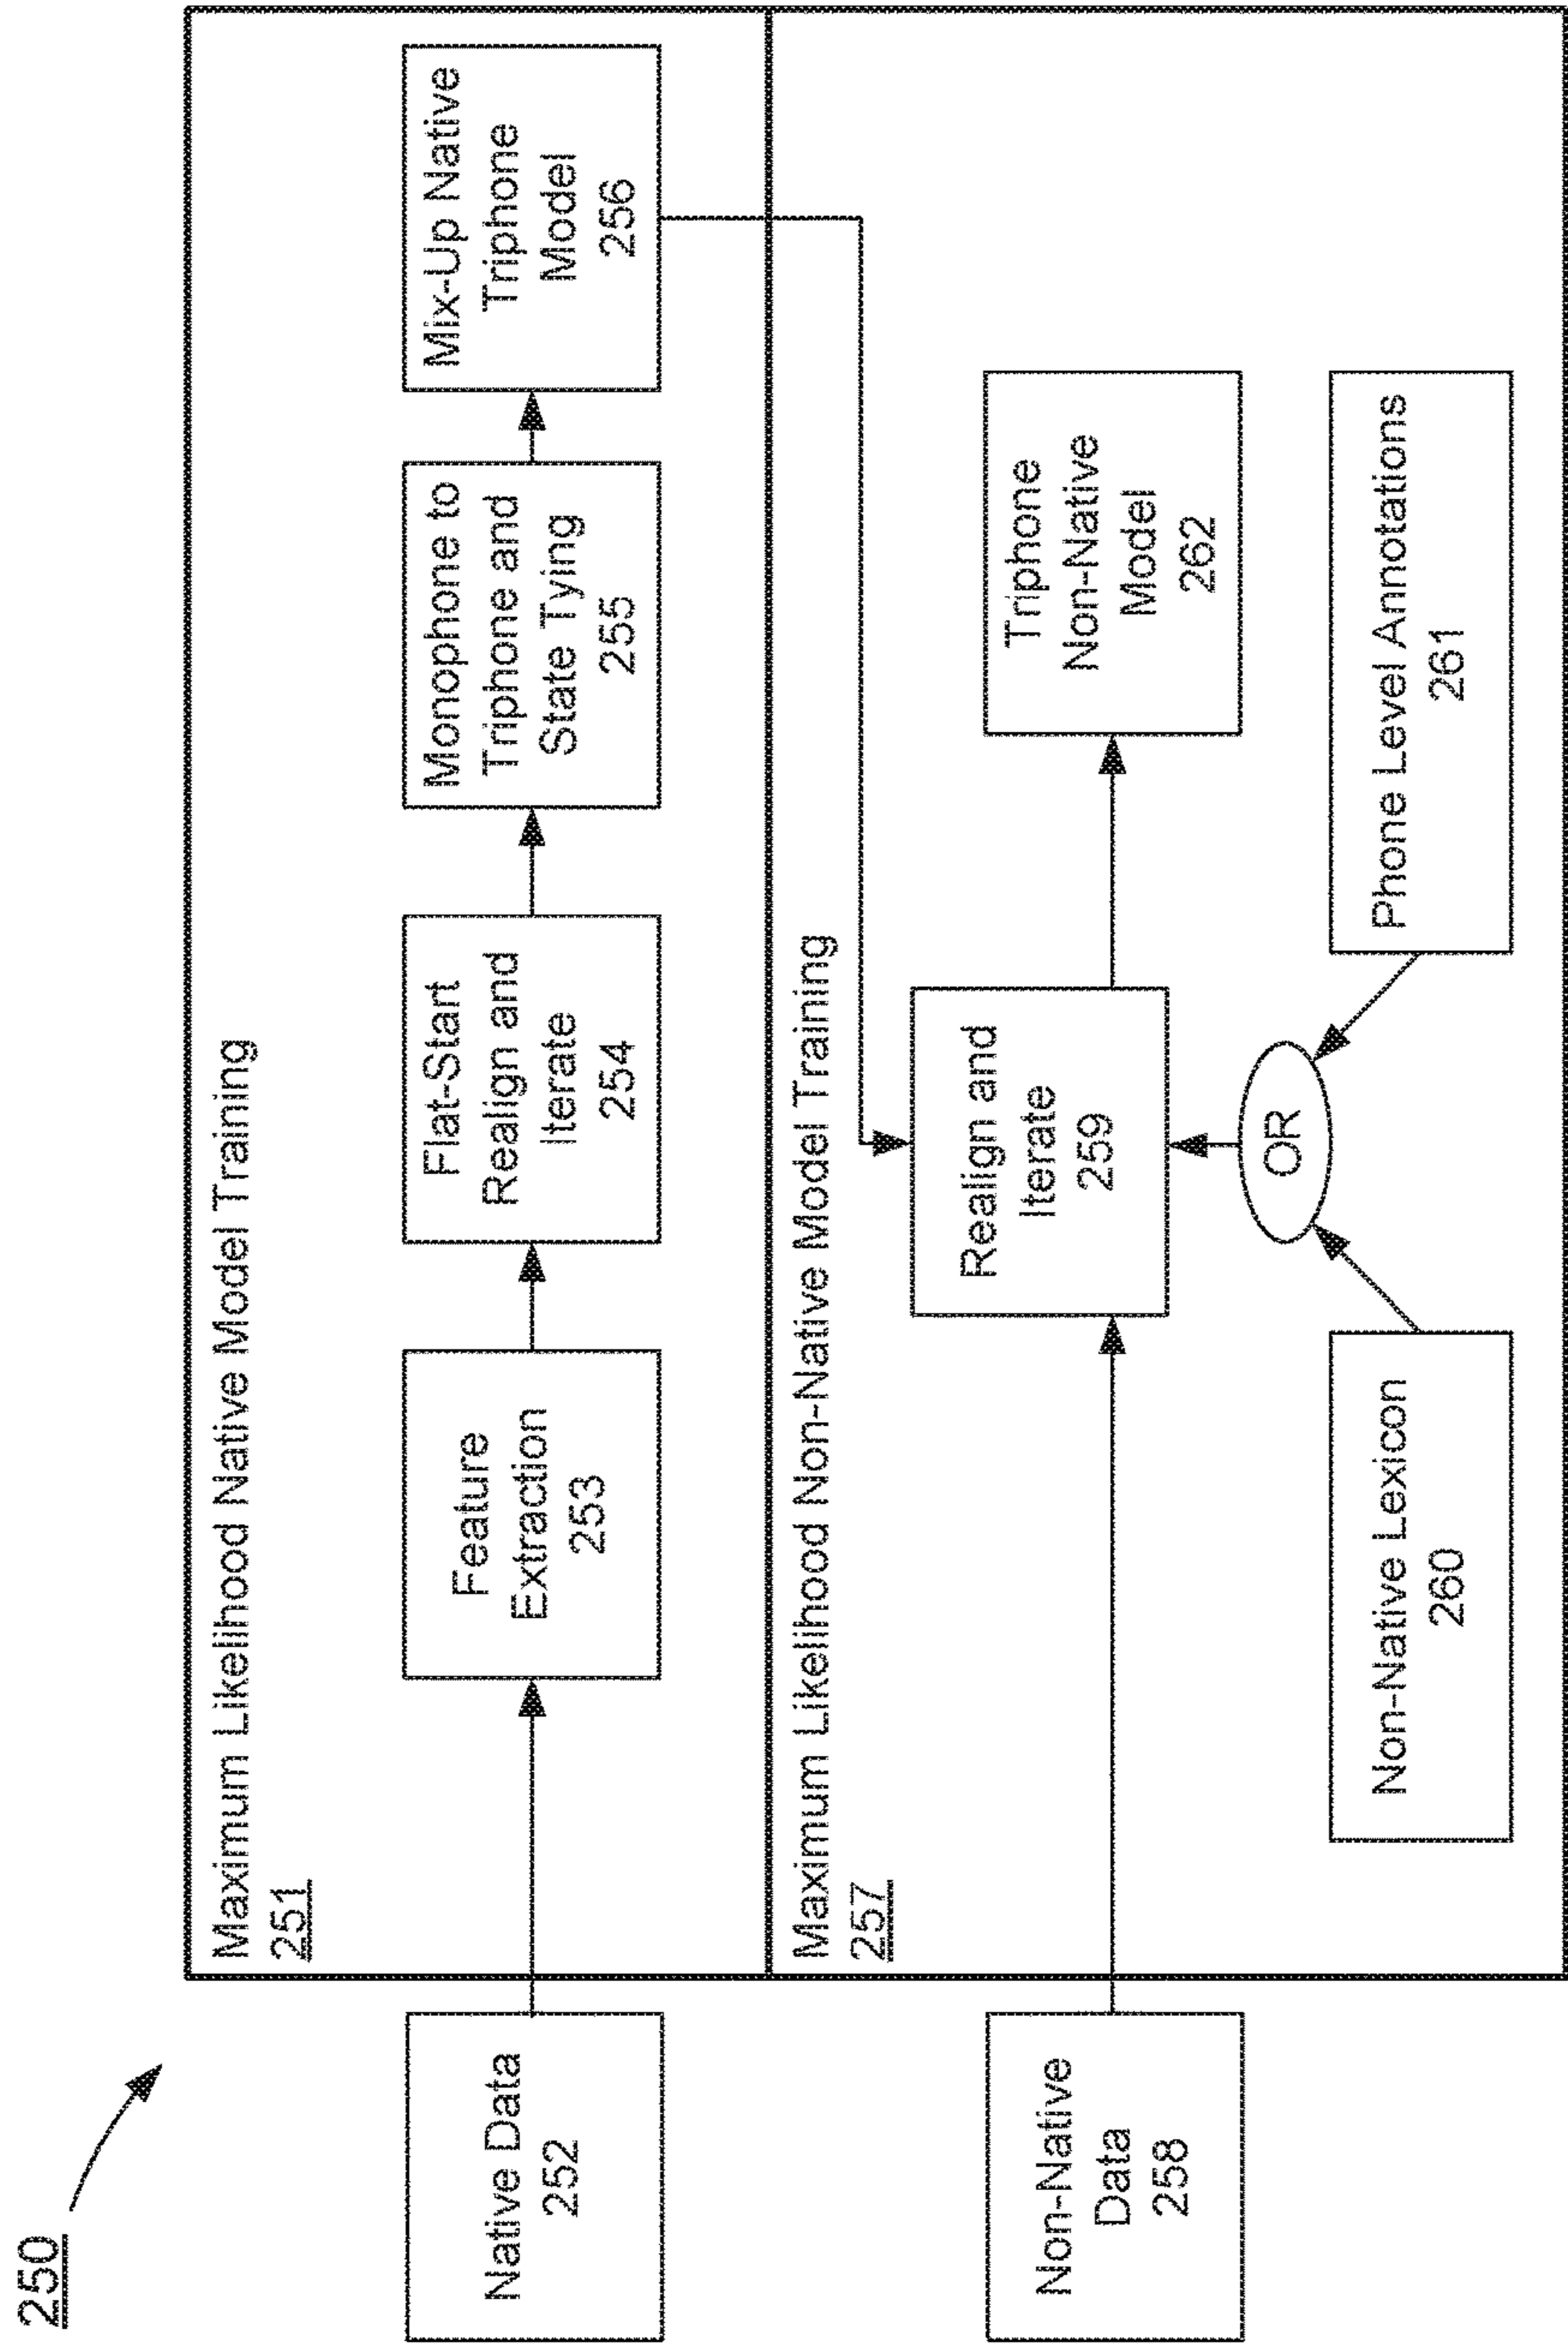 250
Maximum Likelihood Native Model Training
251
Native Data
252
Feature
Extraction
253
Flat-Start
Realign and
Iterate
254
Monophone to
Triphone and
State Tying
255
Mix-Up Native
Triphone
Model
256
Maximum Likelihood Non-Native Model Training
257
Non-Native
Data
258
Realign and
Iterate
259
Triphone
Non-Native
Model
262
OR
Non-Native Lexicon
260
Phone Level Annotations
261